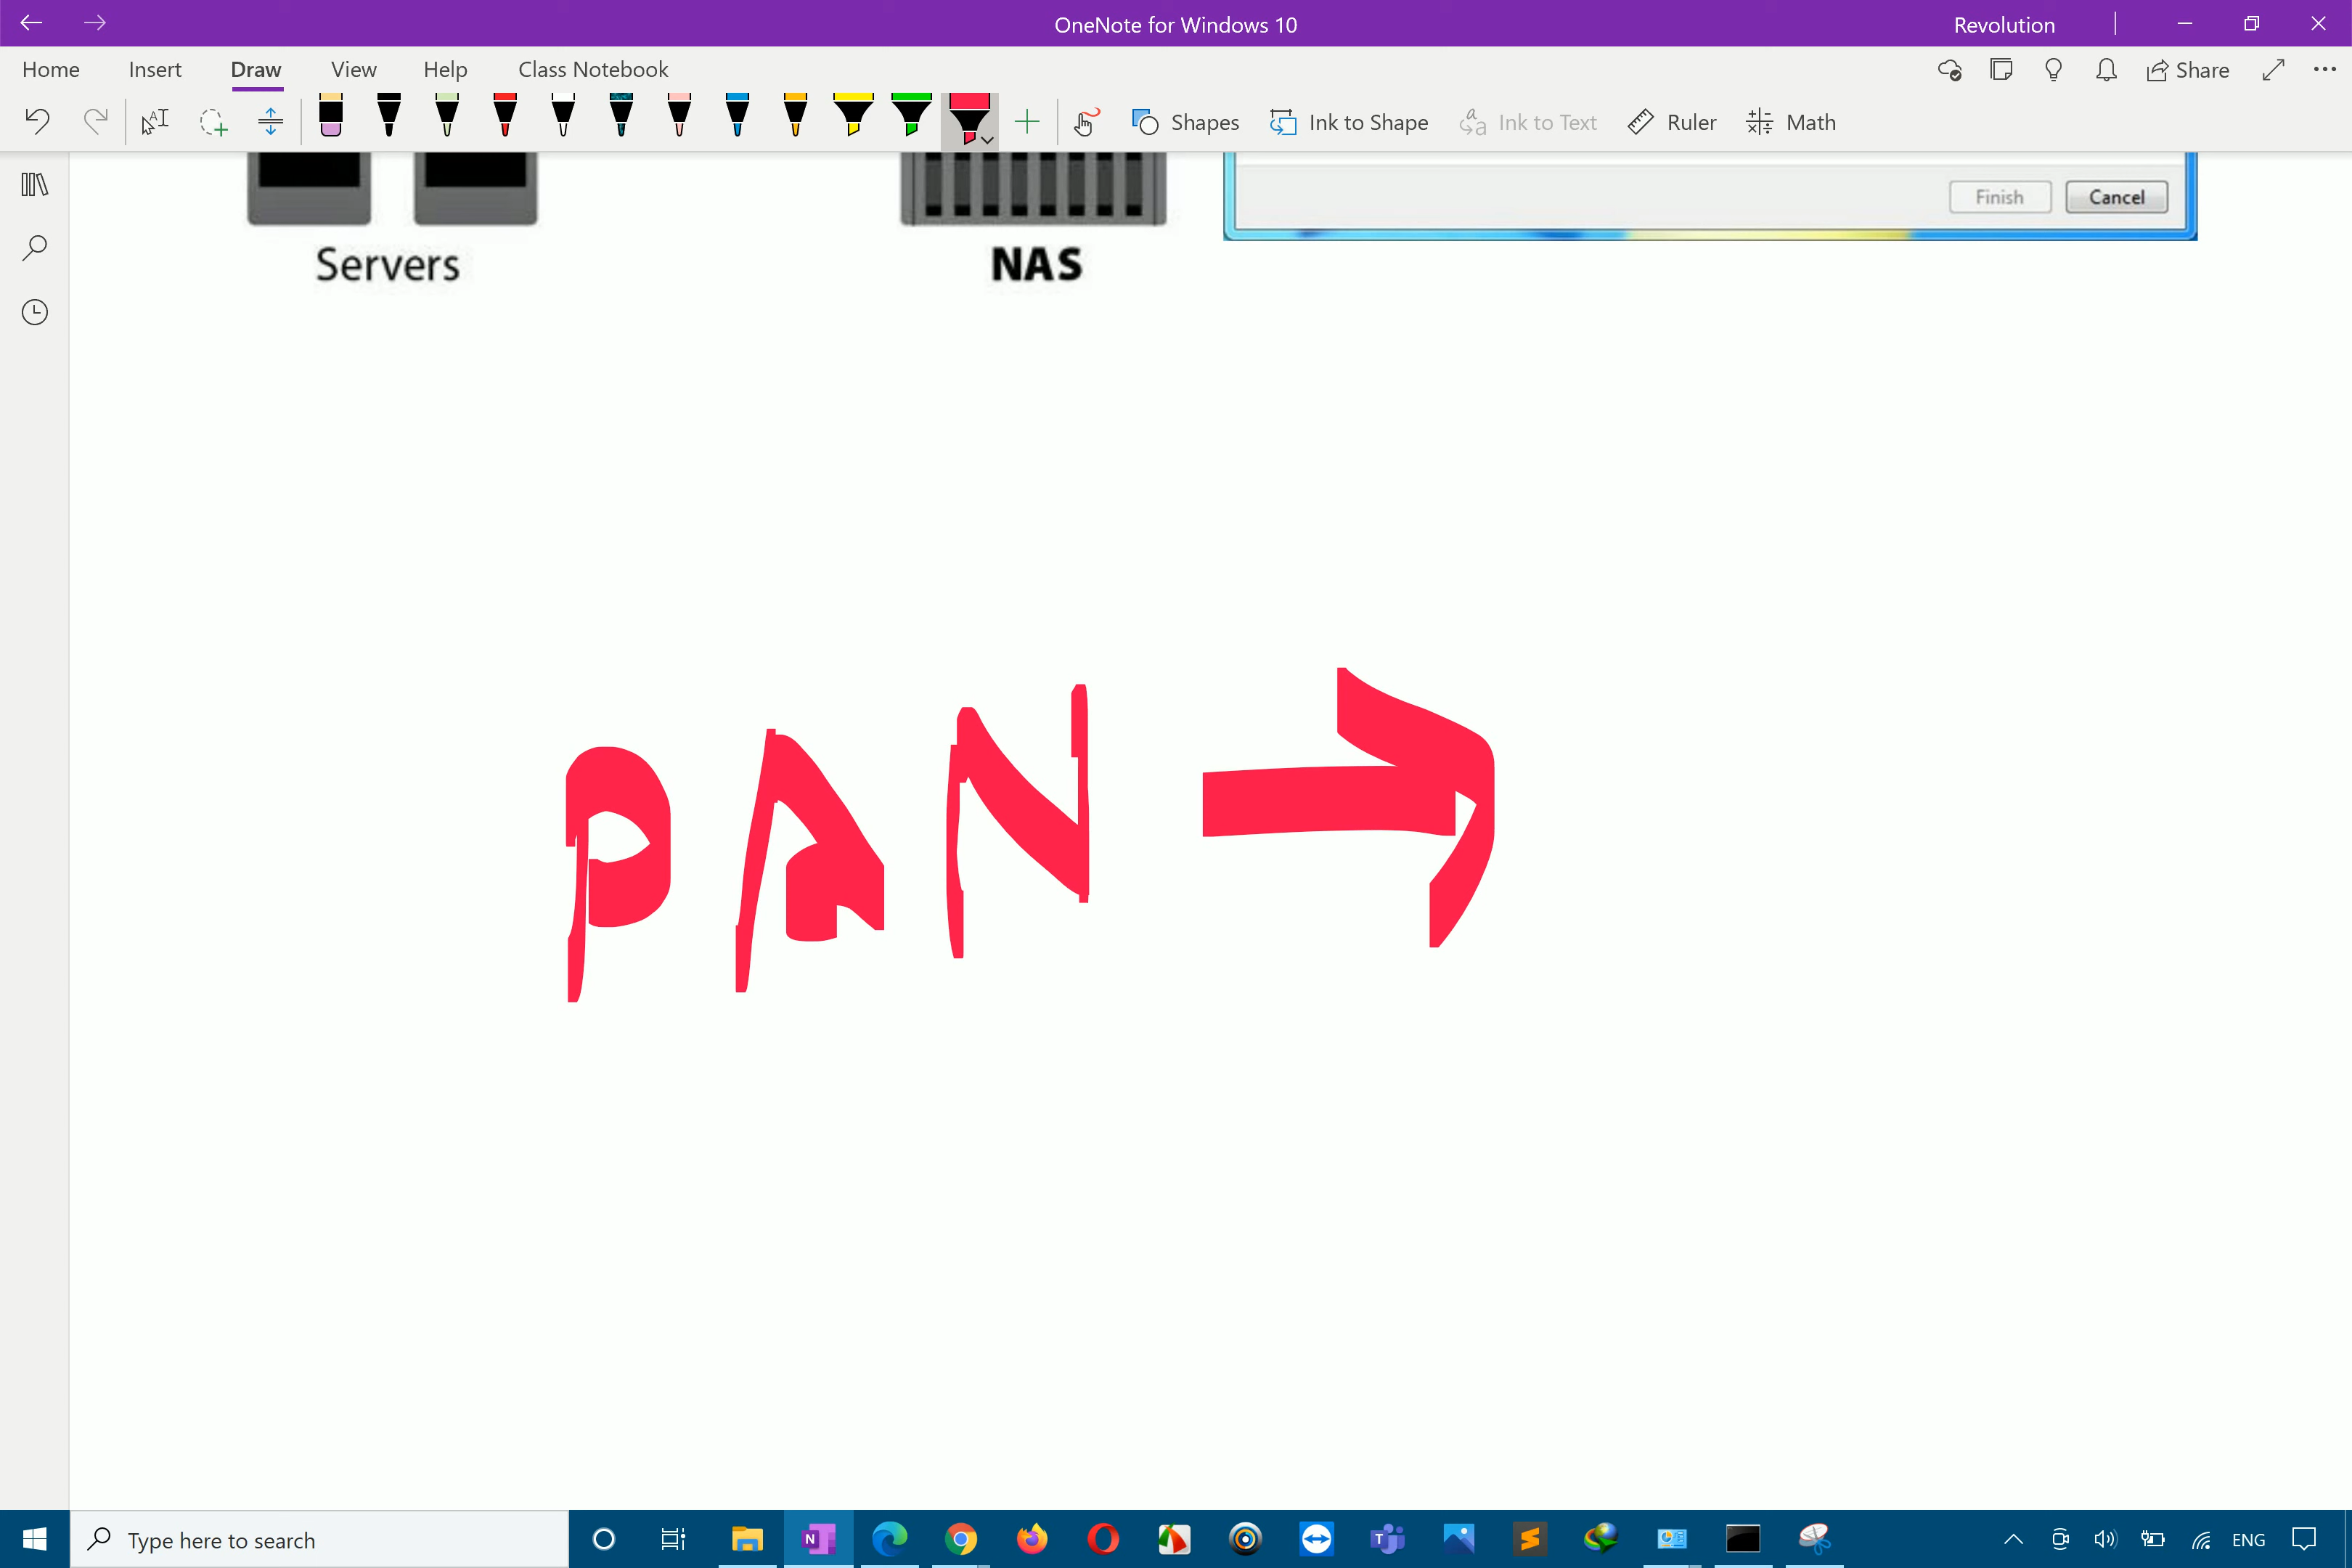 OneNote for Windows 10 Revolution
Home Insert Draw View Help Class Notebook Share
Shapes Ink to Shape Ink to Text Ruler Math
Finish Cancel
Servers NAS
PAN →
Type here to search ENG